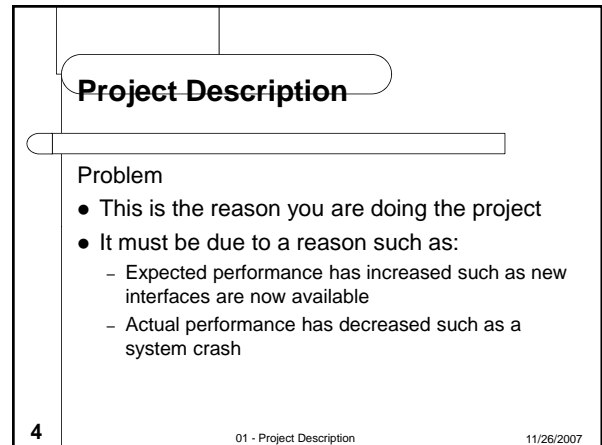 Project Description
Problem
● This is the reason you are doing the project
● It must be due to a reason such as:
– Expected performance has increased such as new
interfaces are now available
– Actual performance has decreased such as a
system crash
4
01 - Project Description
11/26/2007